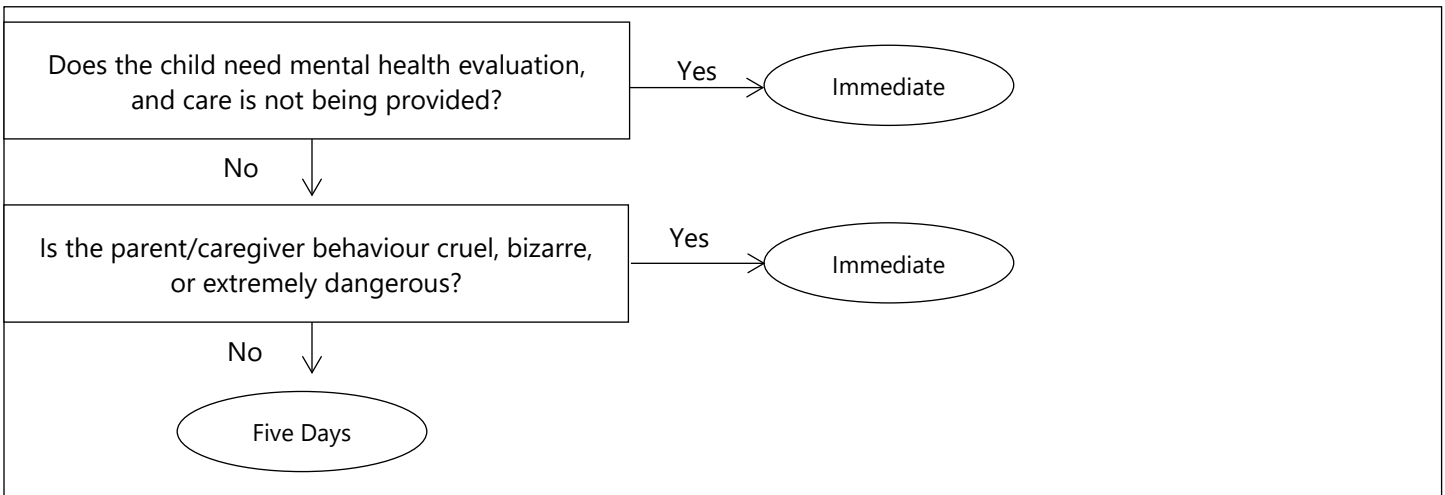 Does the child need mental health evaluation,
and care is not being provided?
Yes
Immediate
No
Is the parent/caregiver behaviour cruel, bizarre,
or extremely dangerous?
Yes
Immediate
No
Five Days